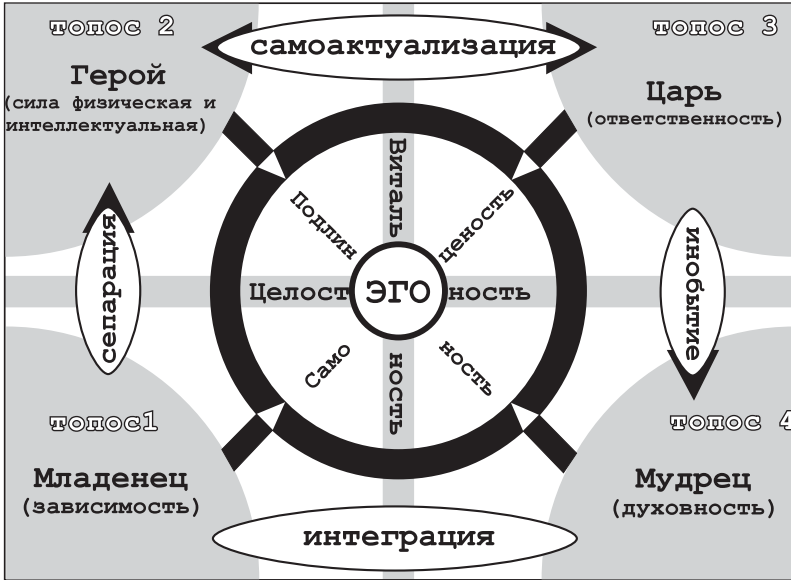 топос 2
топос 3
самоактуализация
Герой
(сила физическая и
интеллектуальная)
Царь
(ответственность)
Виталь
Подлин
ценость
сепарация
Целост
ЭГО
ность
инобытие
Само
ность
ность
топос1
топос 4
Младенец
(зависимость)
Мудрец
(духовность)
интеграция